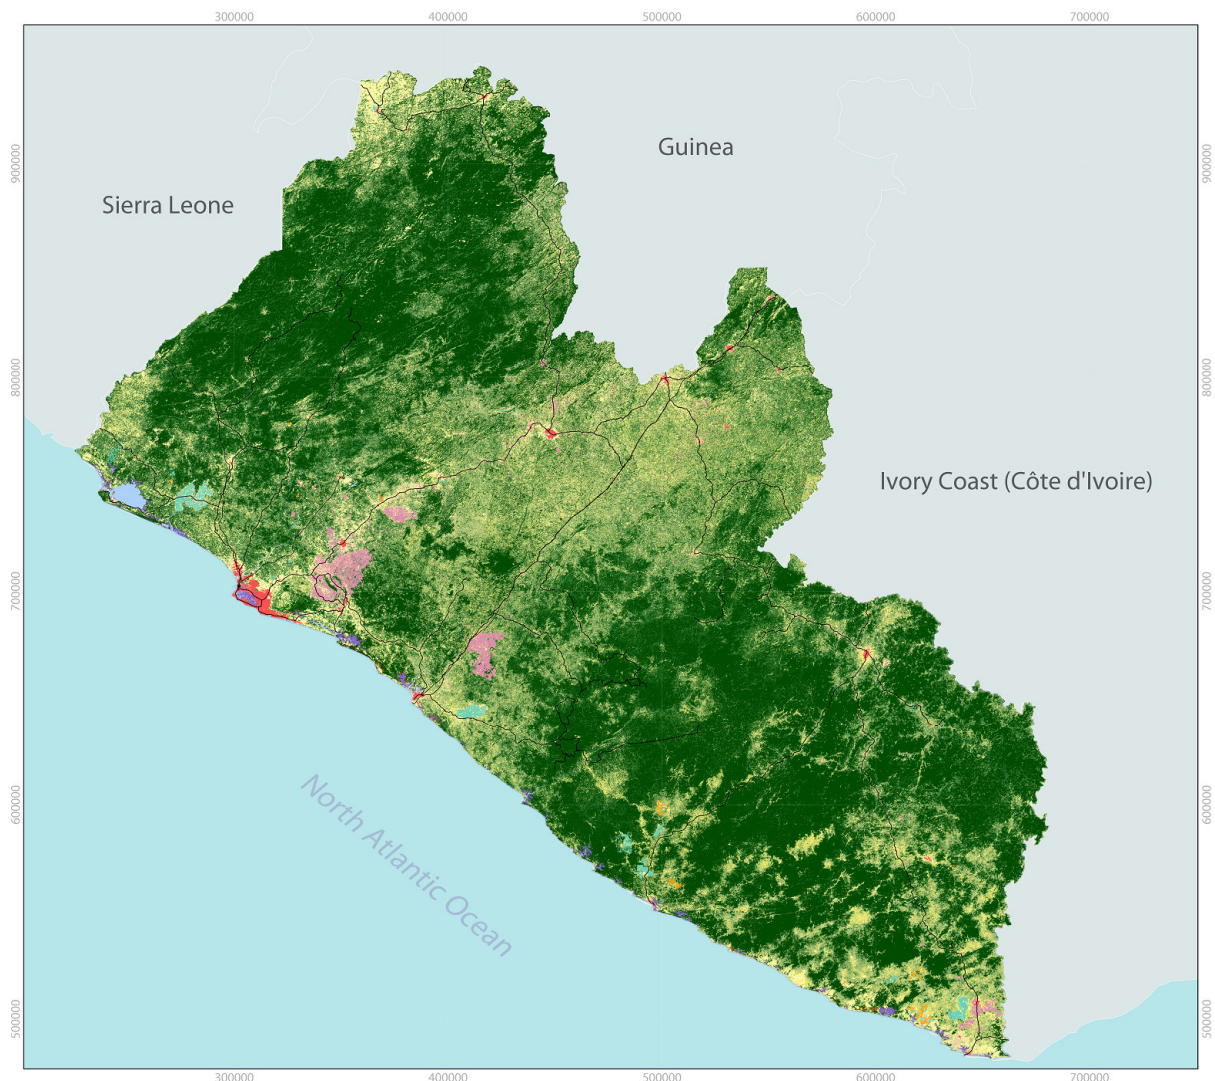 300000 400000 500000 600000 700000
900000 900000
Guinea
Sierra Leone
800000 800000
Ivory Coast (Côte d'Ivoire)
700000 700000
North Atlantic Ocean
600000 600000
500000 500000
300000 400000 500000 600000 700000